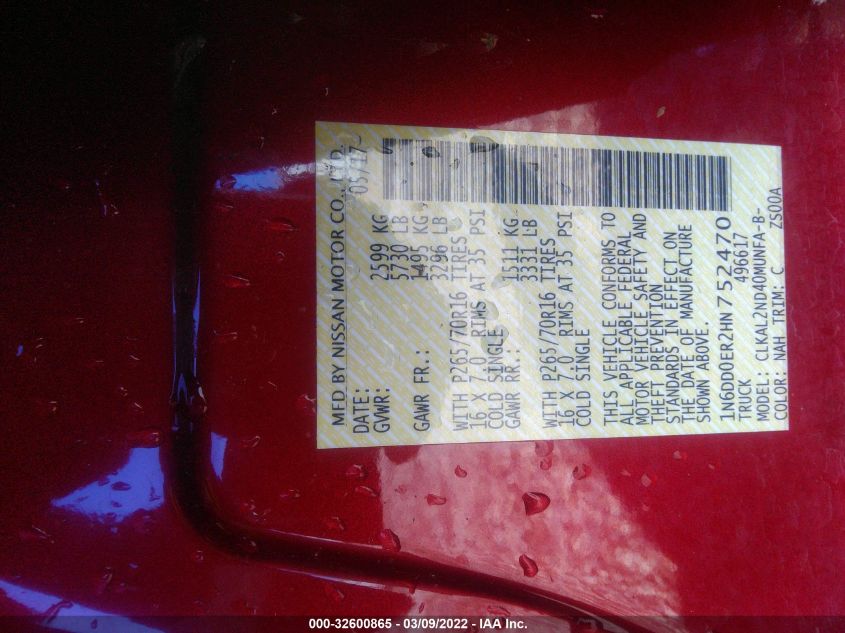 MFD BY NISSAN MOTOR CO., LTD.
DATE: 05/17
GVWR: 2599 KG
5730 LB
GAWR FR.: 1495 KG
3296 LB
WITH P265/70R16 TIRES
16 X 7.0 RIMS AT 35 PSI
COLD SINGLE
GAWR RR.: 1511 KG
3331 LB
WITH P265/70R16 TIRES
16 X 7.0 RIMS AT 35 PSI
COLD SINGLE
THIS VEHICLE CONFORMS TO
ALL APPLICABLE FEDERAL
MOTOR VEHICLE SAFETY AND
THEFT PREVENTION
STANDARDS IN EFFECT ON
THE DATE OF MANUFACTURE
SHOWN ABOVE.
1N6DD0ER2HN752470
TRUCK 496617
MODEL: CLKAL2ND40MUNFA-B-
COLOR: NAH TRIM: C ZS00A
000-32600865 - 03/09/2022 - IAA Inc.